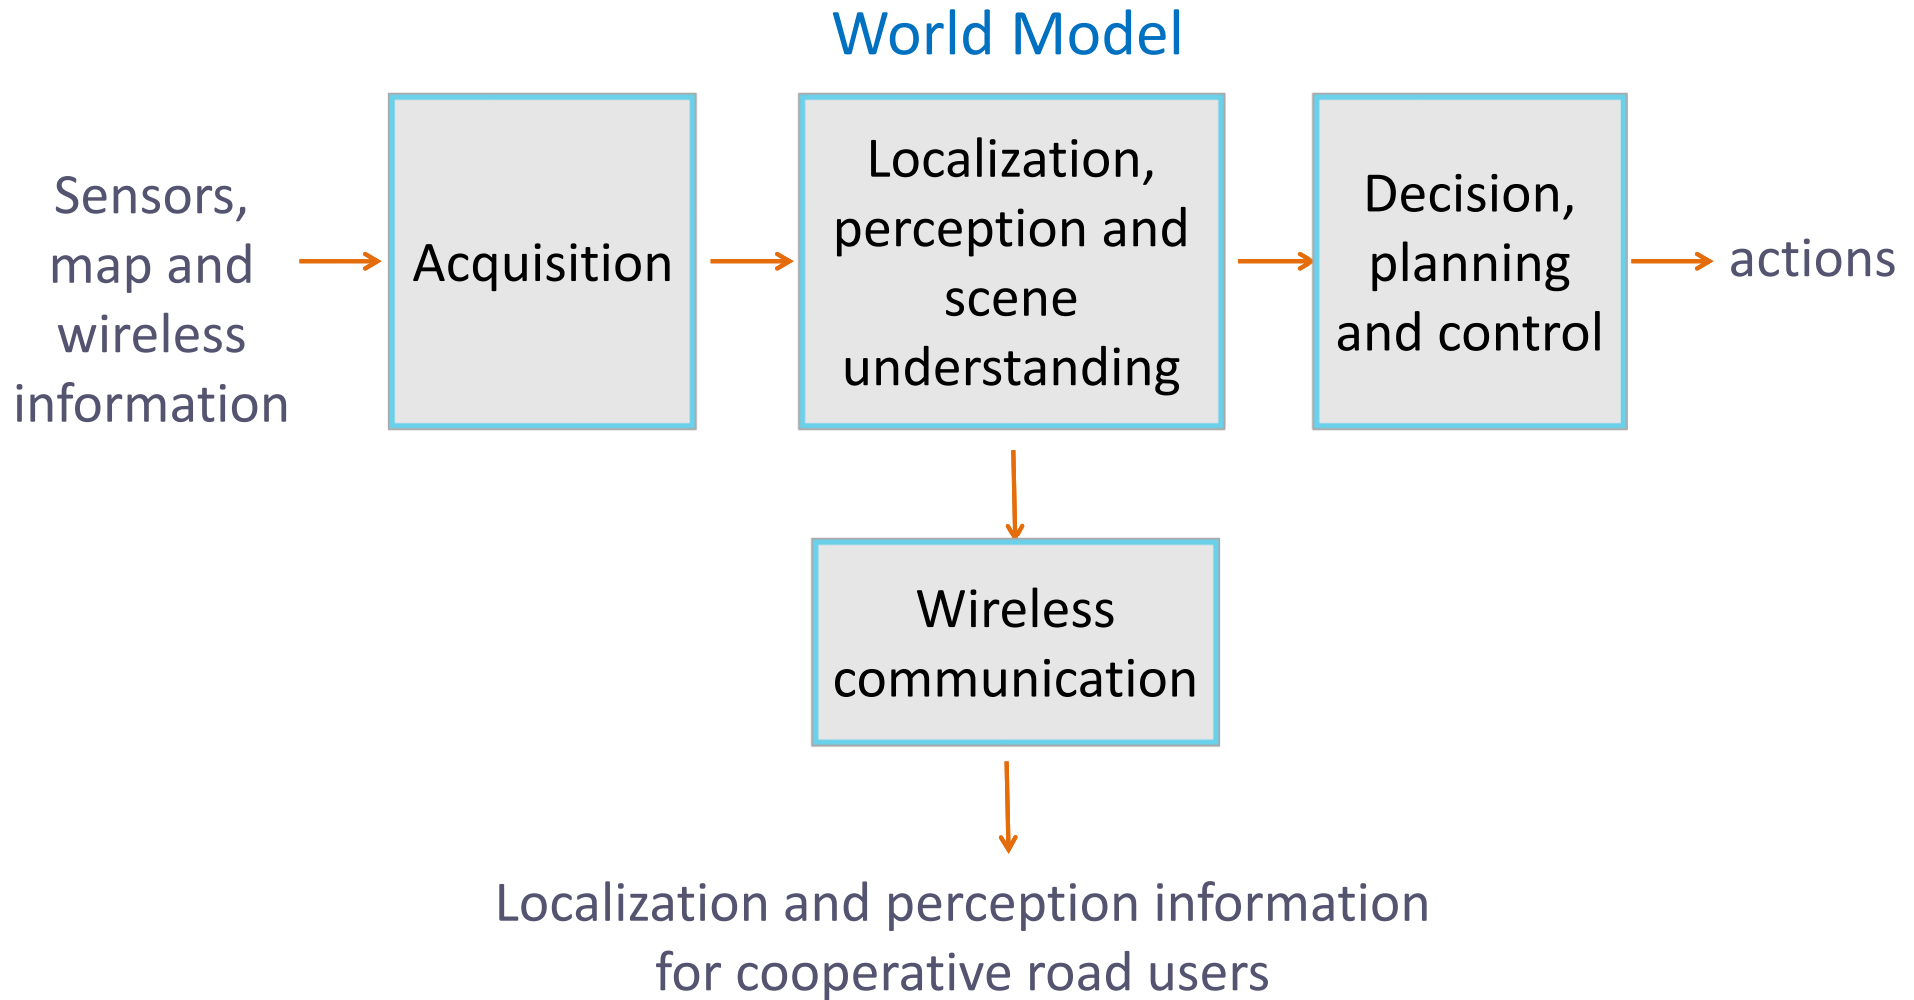 World Model
Sensors,
map and
wireless
information
Acquisition
Localization,
perception and
scene
understanding
Decision,
planning
and control
actions
Wireless
communication
Localization and perception information
for cooperative road users